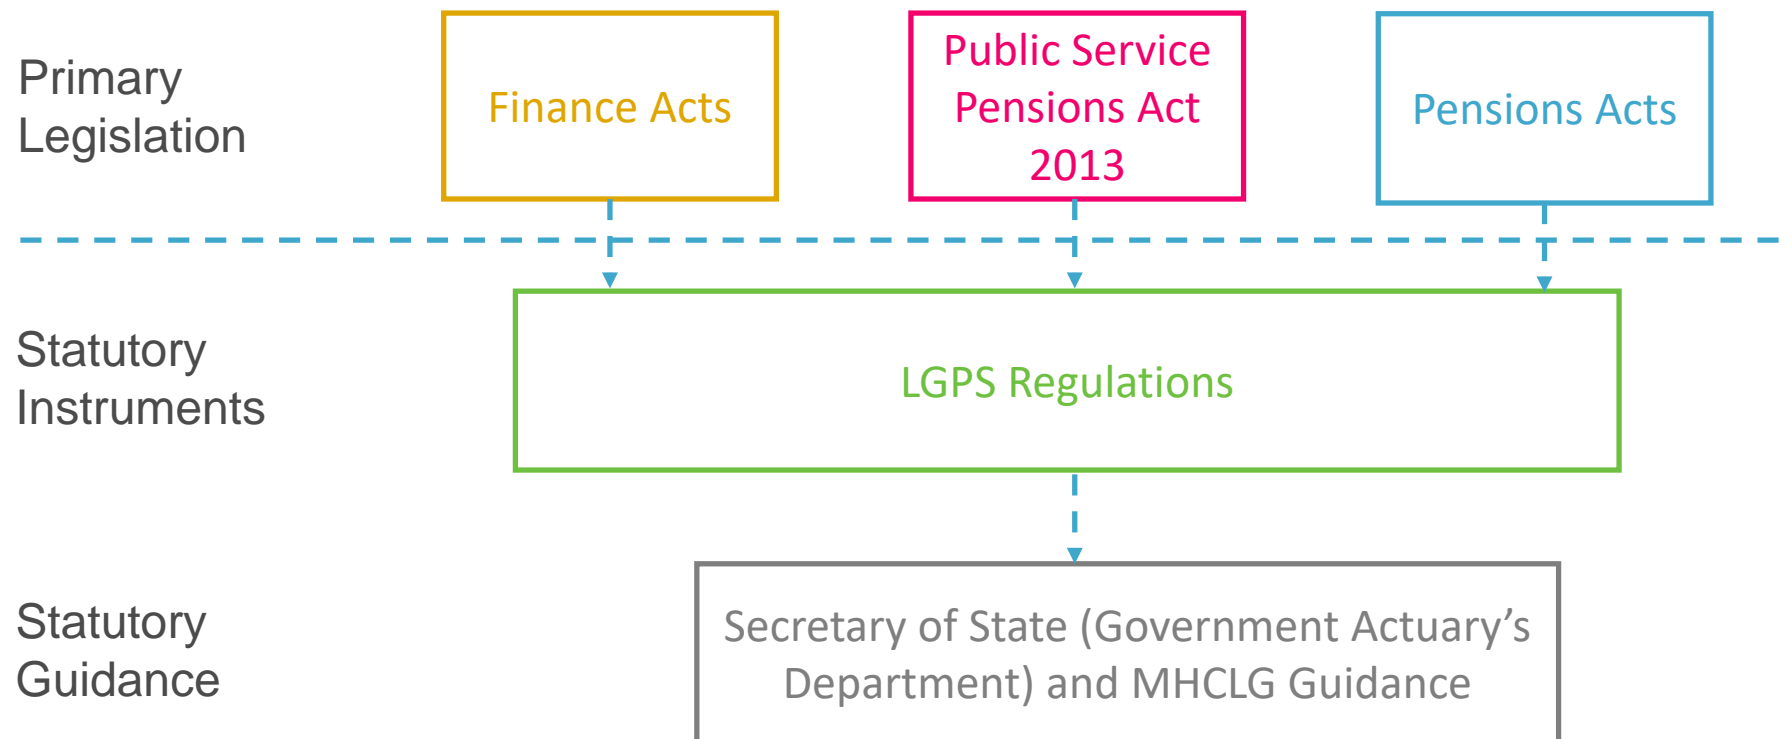 Primary
Legislation
Finance Acts
Public Service
Pensions Act
2013
Pensions Acts
Statutory
Instruments
LGPS Regulations
Statutory
Guidance
Secretary of State (Government Actuary’s
Department) and MHCLG Guidance